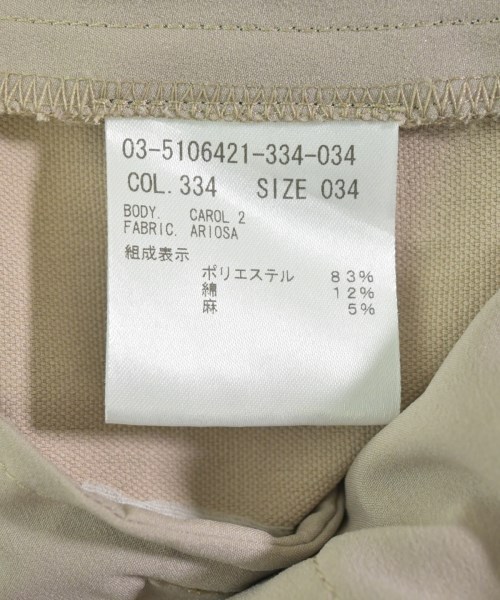 03-5106421-334-034
COL.334 SIZE 034
BODY. CAROL 2
FABRIC. ARIOSA
組成表示
ポリエステル 83%
綿 12%
麻 5%